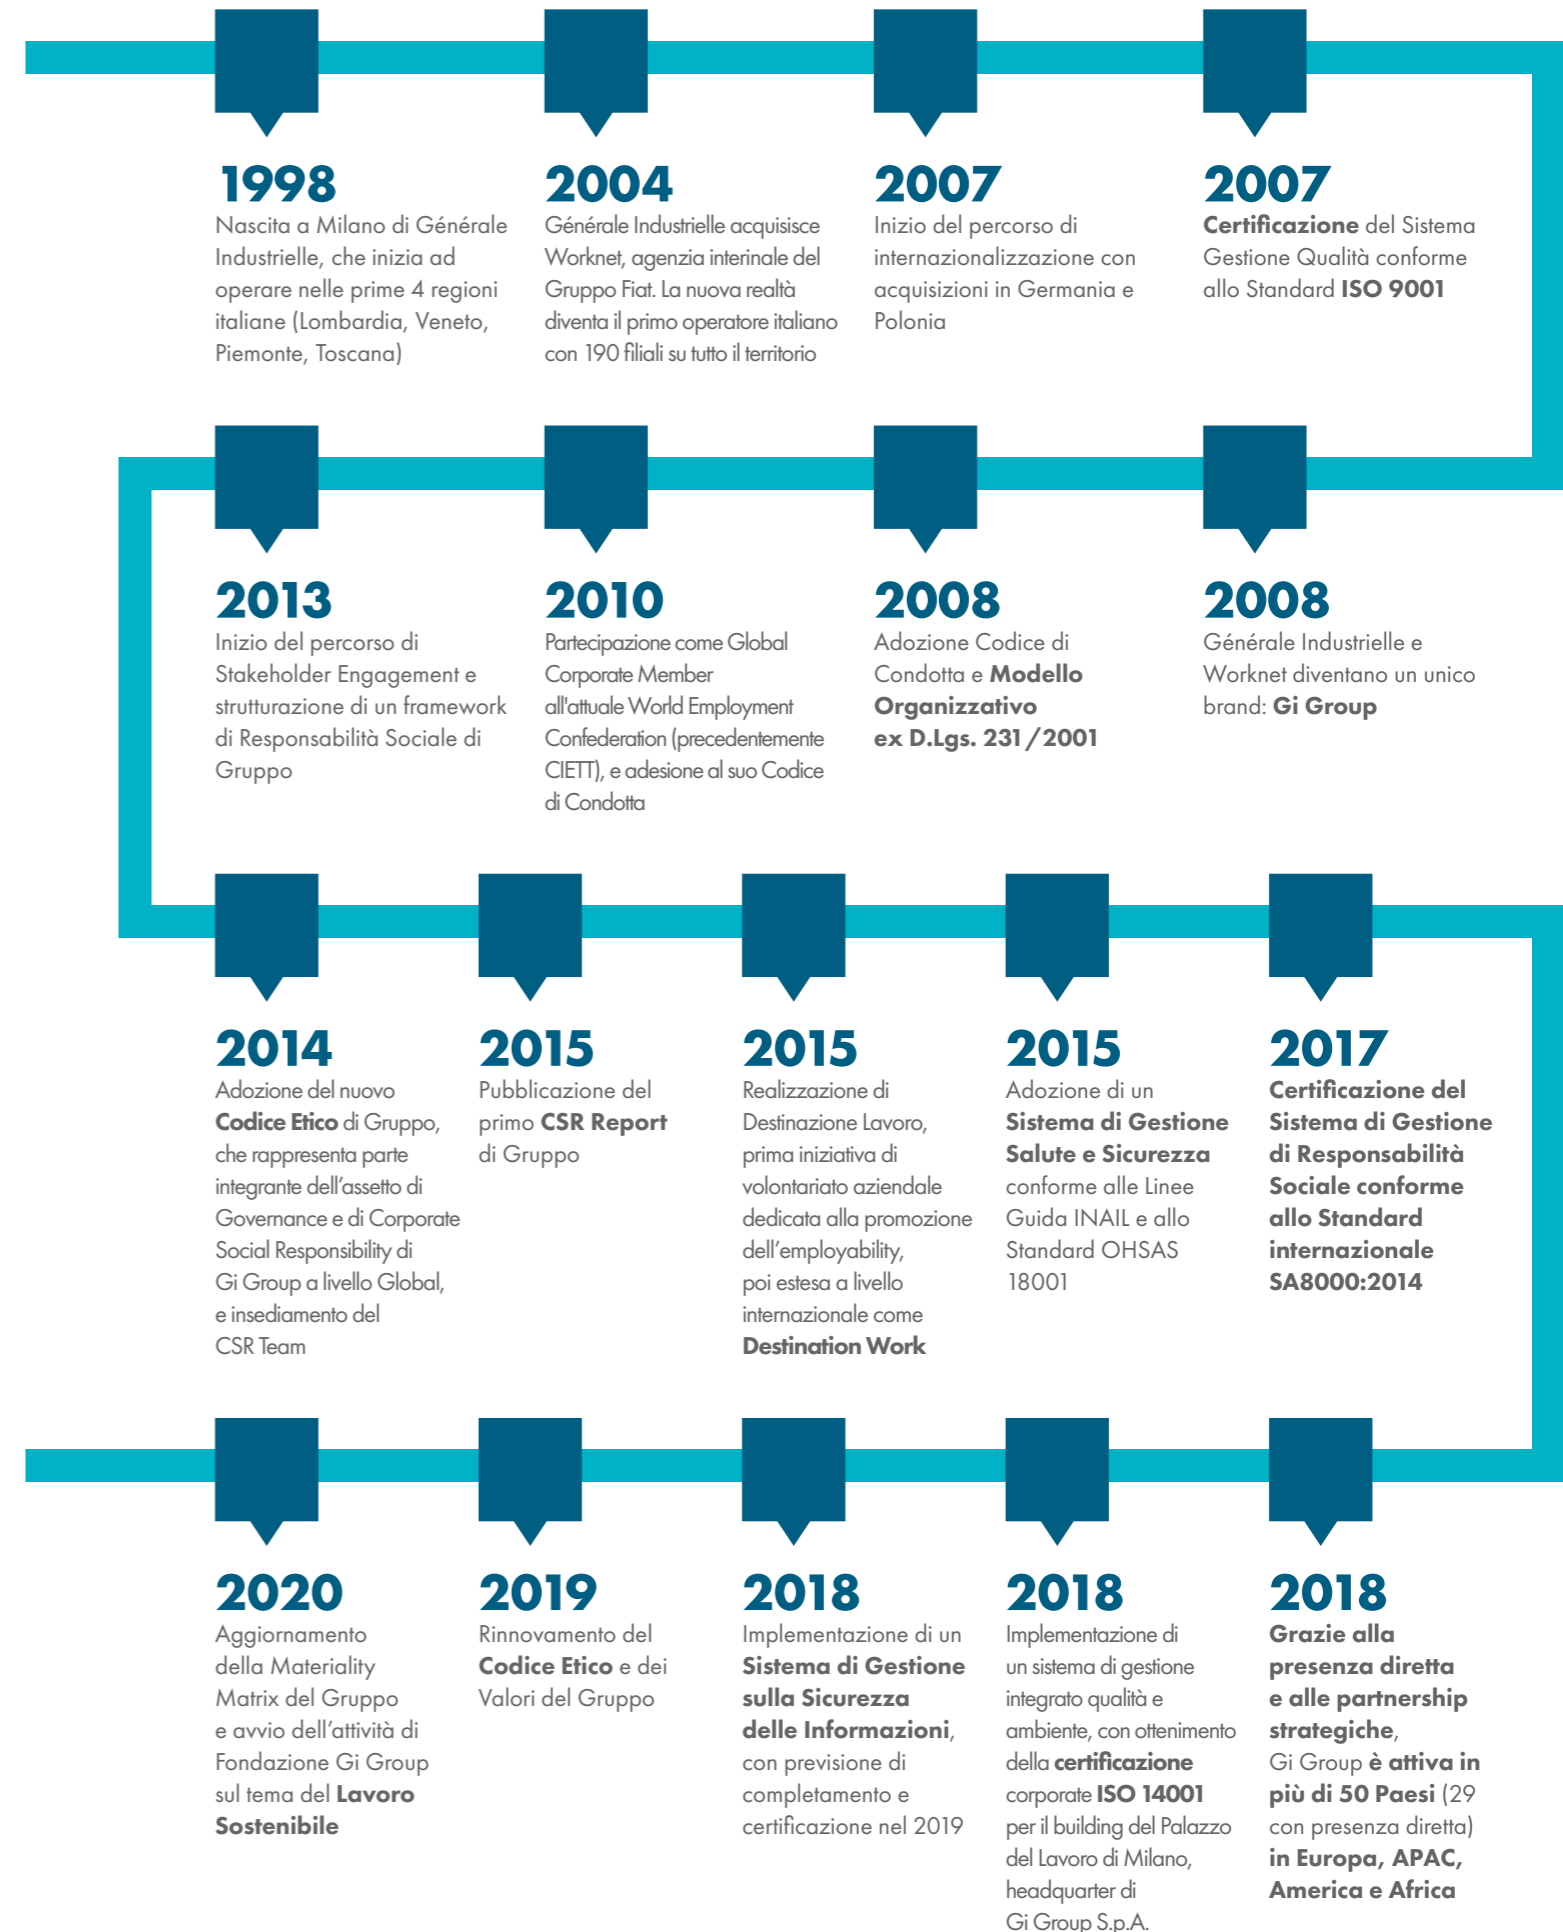 1998
Nascita a Milano di Générale
Industrielle, che inizia ad
operare nelle prime 4 regioni
italiane (Lombardia, Veneto,
Piemonte, Toscana)
2004
Générale Industrielle acquisisce
Worknet, agenzia interinale del
Gruppo Fiat. La nuova realtà
diventa il primo operatore italiano
con 190 filiali su tutto il territorio
2007
Inizio del percorso di
internazionalizzazione con
acquisizioni in Germania e
Polonia
2007
Certificazione del Sistema
Gestione Qualità conforme
allo Standard ISO 9001
2013
Inizio del percorso di
Stakeholder Engagement e
strutturazione di un framework
di Responsabilità Sociale di
Gruppo
2010
Partecipazione come Global
Corporate Member
all'attuale World Employment
Confederation (precedentemente
CIETT), e adesione al suo Codice
di Condotta
2008
Adozione Codice di
Condotta e Modello
Organizzativo
ex D.Lgs. 231/2001
2008
Générale Industrielle e
Worknet diventano un unico
brand: Gi Group
2014
Adozione del nuovo
Codice Etico di Gruppo,
che rappresenta parte
integrante dell’assetto di
Governance e di Corporate
Social Responsibility di
Gi Group a livello Global,
e insediamento del
CSR Team
2015
Pubblicazione del
primo CSR Report
di Gruppo
2015
Realizzazione di
Destinazione Lavoro,
prima iniziativa di
volontariato aziendale
dedicata alla promozione
dell’employability,
poi estesa a livello
internazionale come
Destination Work
2015
Adozione di un
Sistema di Gestione
Salute e Sicurezza
conforme alle Linee
Guida INAIL e allo
Standard OHSAS
18001
2017
Certificazione del
Sistema di Gestione
di Responsabilità
Sociale conforme
allo Standard
internazionale
SA8000:2014
2020
Aggiornamento
della Materiality
Matrix del Gruppo
e avvio dell’attività di
Fondazione Gi Group
sul tema del Lavoro
Sostenibile
2019
Rinnovamento del
Codice Etico e dei
Valori del Gruppo
2018
Implementazione di un
Sistema di Gestione
sulla Sicurezza
delle Informazioni,
con previsione di
completamento e
certificazione nel 2019
2018
Implementazione di
un sistema di gestione
integrato qualità e
ambiente, con ottenimento
della certificazione
corporate ISO 14001
per il building del Palazzo
del Lavoro di Milano,
headquarter di
Gi Group S.p.A.
2018
Grazie alla
presenza diretta
e alle partnership
strategiche,
Gi Group è attiva in
più di 50 Paesi (29
con presenza diretta)
in Europa, APAC,
America e Africa